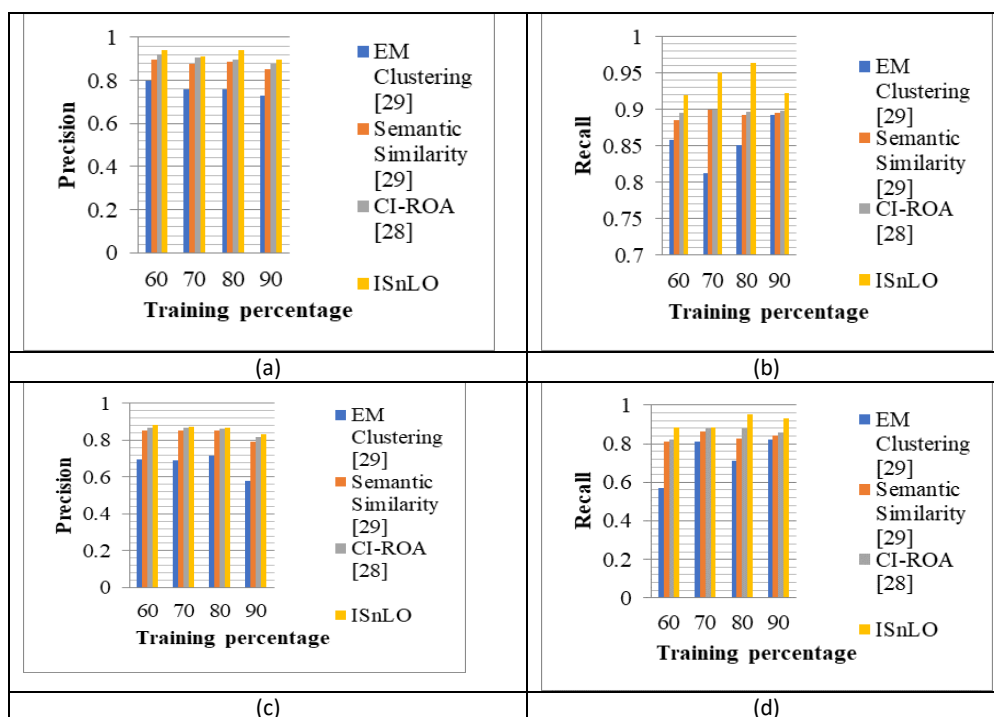 1
0.8
0.6
0.4
0.2
0
Precision
60 70 80 90
Training percentage
EM
Clustering
[29]
Semantic
Similarity
[29]
CI-ROA
[28]
ISnLO
(a)
1
0.95
0.9
0.85
0.8
0.75
0.7
Recall
60 70 80 90
Training percentage
EM
Clustering
[29]
Semantic
Similarity
[29]
CI-ROA
[28]
ISnLO
(b)
1
0.8
0.6
0.4
0.2
0
Precision
60 70 80 90
Training percentage
EM
Clustering
[29]
Semantic
Similarity
[29]
CI-ROA
[28]
ISnLO
(c)
1
0.8
0.6
0.4
0.2
0
Recall
60 70 80 90
Training percentage
EM
Clustering
[29]
Semantic
Similarity
[29]
CI-ROA
[28]
ISnLO
(d)